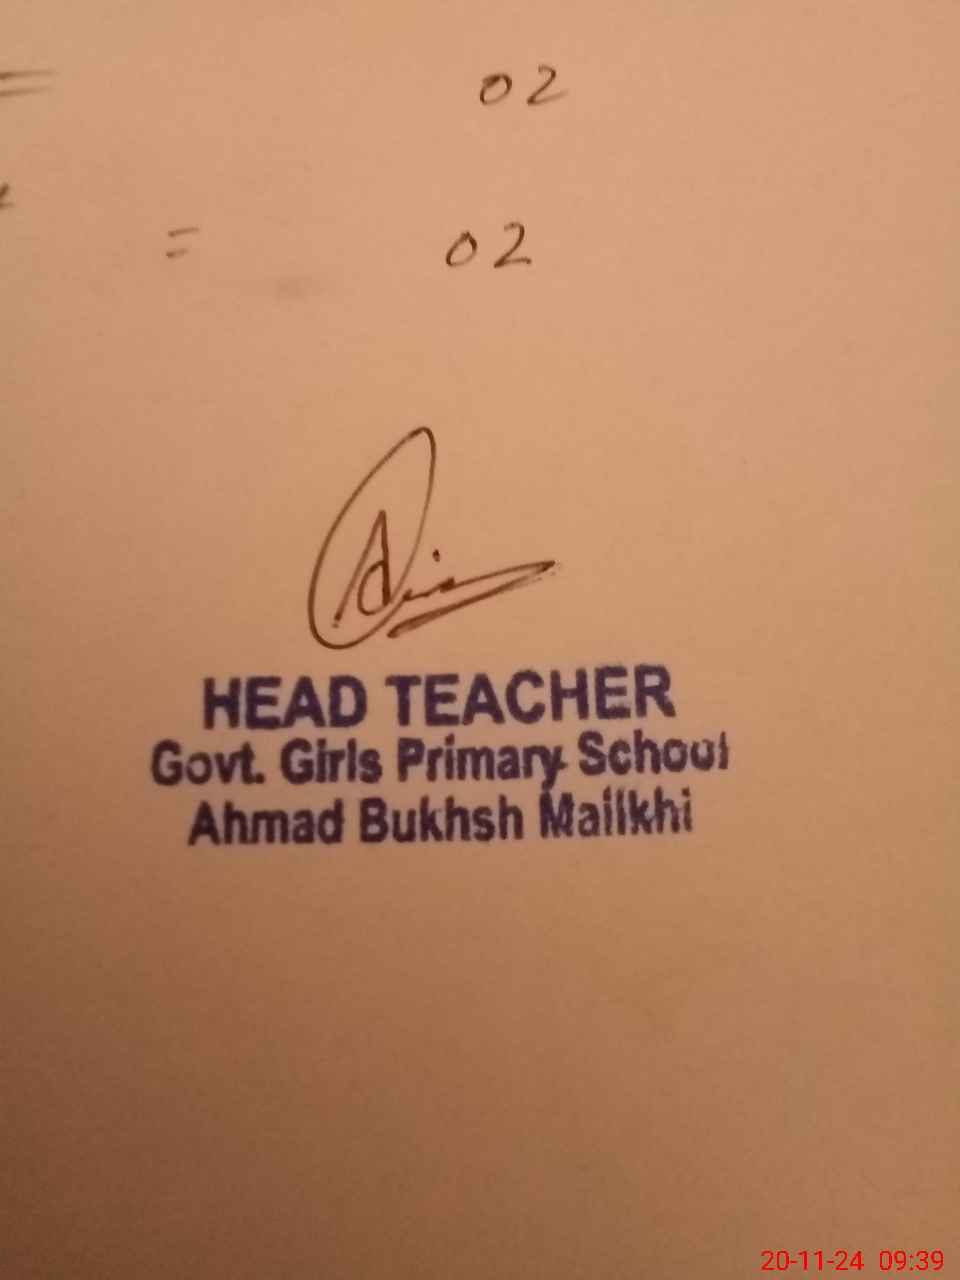 = 02
= 02
HEAD TEACHER
Govt. Girls Primary School
Ahmad Bukhsh Mailkhi
20-11-24 09:39